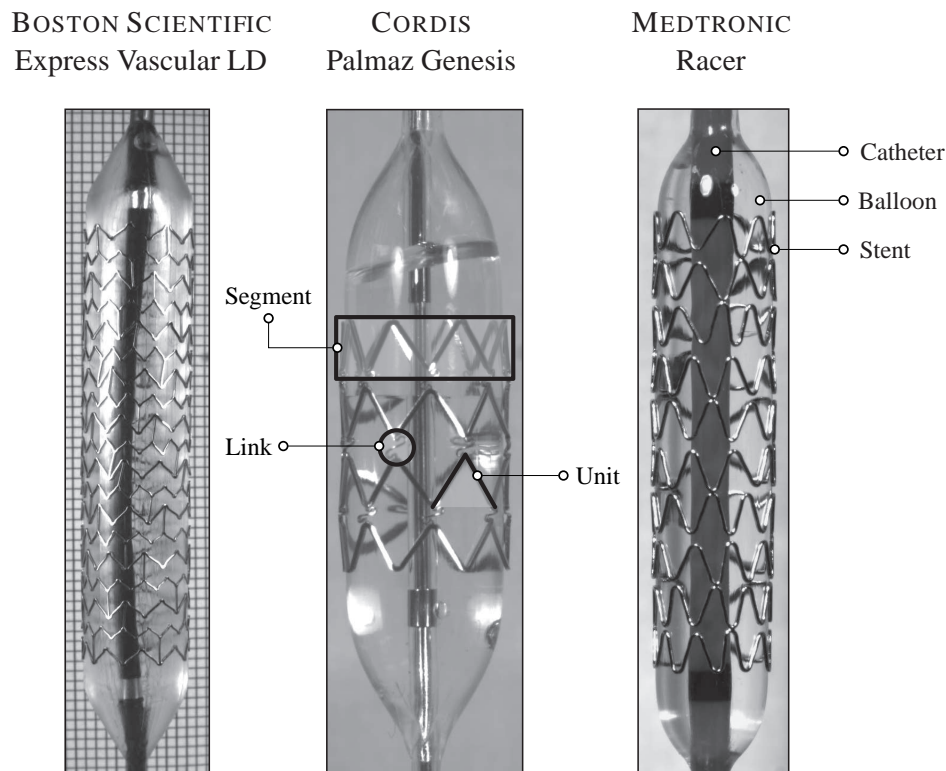 BOSTON SCIENTIFIC
Express Vascular LD
CORDIS
Palmaz Genesis
MEDTRONIC
Racer
Catheter
Balloon
Stent
Segment
Link
Unit